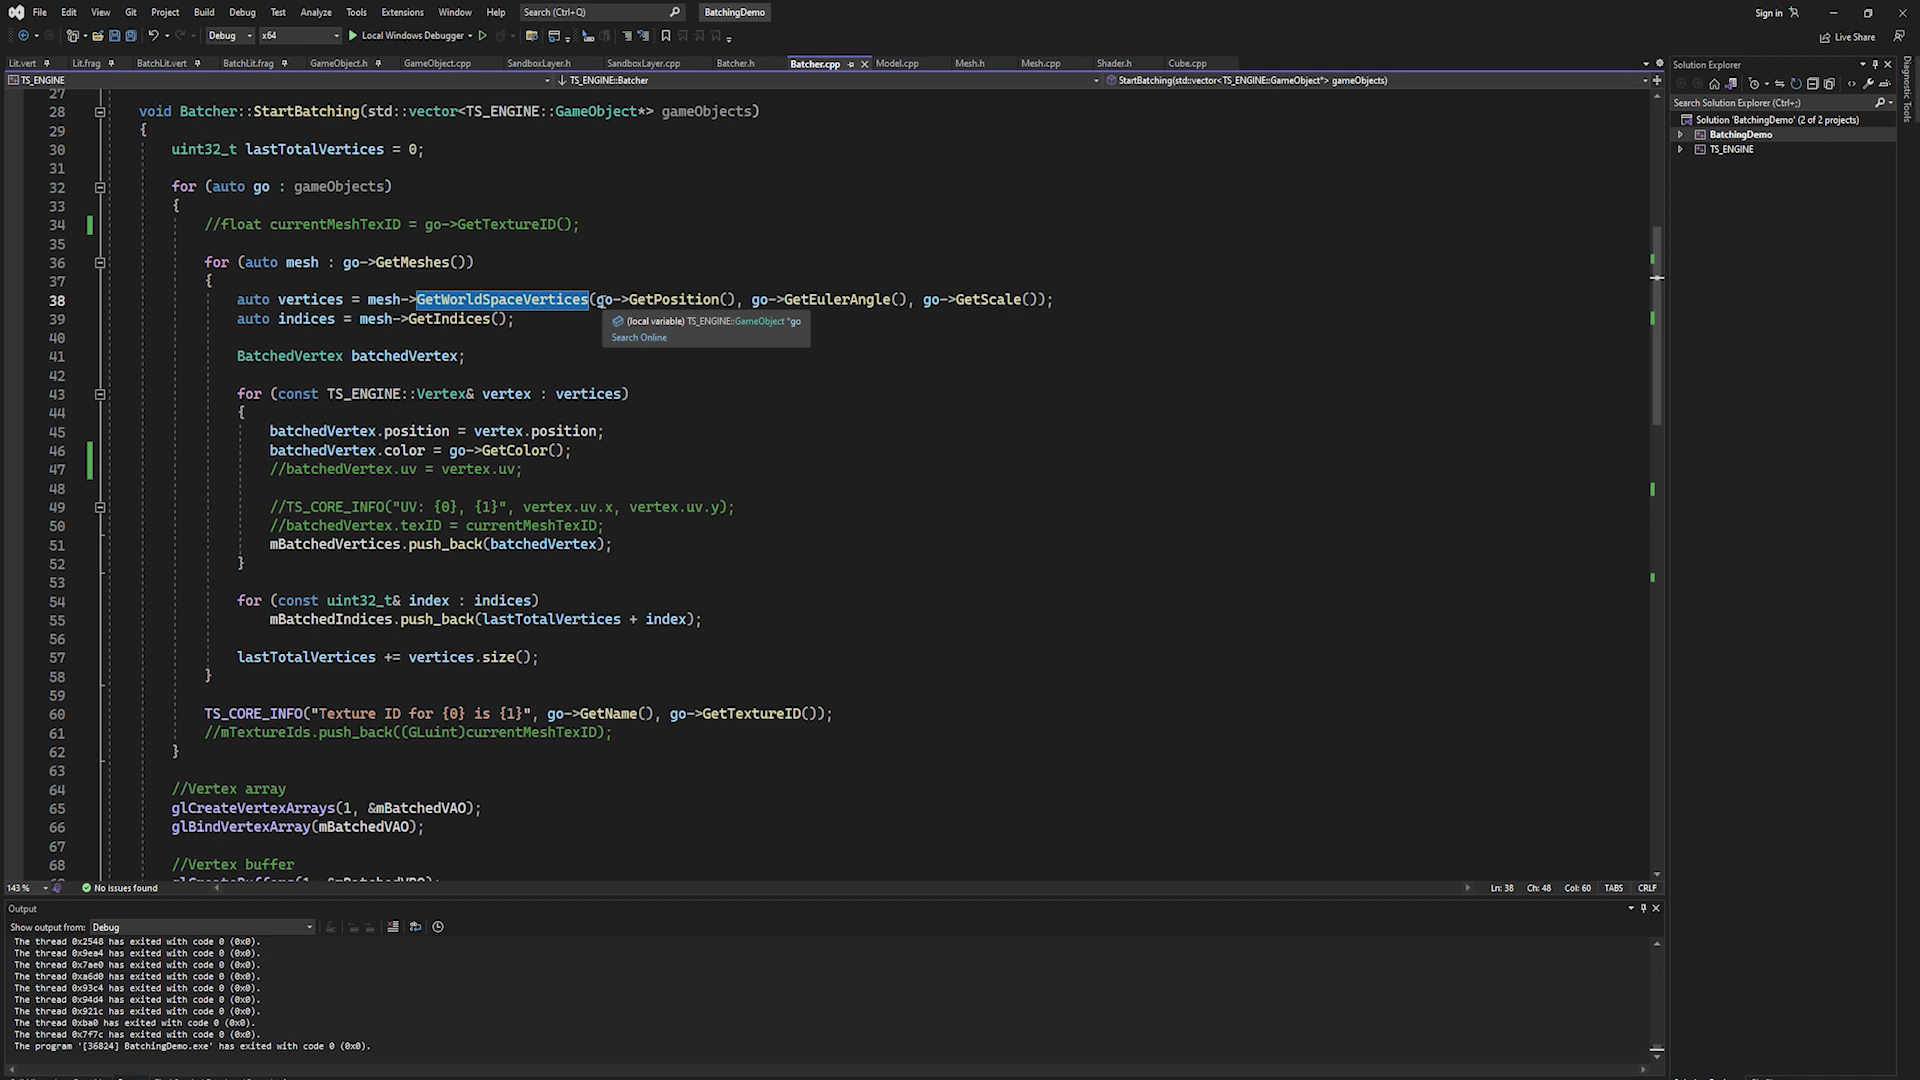 File Edit View Git Project Build Debug Test Analyze Tools Extensions Window Help Search (Ctrl+Q) BatchingDemo Sign in
Debug x64 Local Windows Debugger Live Share
Lit.vert Lit.frag BatchLit.vert BatchLit.frag GameObject.h GameObject.cpp SandboxLayer.h SandboxLayer.cpp Batcher.h Batcher.cpp Model.cpp Mesh.h Mesh.cpp Shader.h Cube.cpp
TS_ENGINE TS_ENGINE::Batcher StartBatching(std::vector<TS_ENGINE::GameObject*> gameObjects)
Solution Explorer
Search Solution Explorer (Ctrl+;)
Solution 'BatchingDemo' (2 of 2 projects)
BatchingDemo
TS_ENGINE
Diagnostic Tools
27
28 void Batcher::StartBatching(std::vector<TS_ENGINE::GameObject*> gameObjects)
29 {
30 uint32_t lastTotalVertices = 0;
31
32 for (auto go : gameObjects)
33 {
34 //float currentMeshTexID = go->GetTextureID();
35
36 for (auto mesh : go->GetMeshes())
37 {
38 auto vertices = mesh->GetWorldSpaceVertices(go->GetPosition(), go->GetEulerAngle(), go->GetScale());
39 auto indices = mesh->GetIndices();
(local variable) TS_ENGINE::GameObject *go
Search Online
40
41 BatchedVertex batchedVertex;
42
43 for (const TS_ENGINE::Vertex& vertex : vertices)
44 {
45 batchedVertex.position = vertex.position;
46 batchedVertex.color = go->GetColor();
47 //batchedVertex.uv = vertex.uv;
48
49 //TS_CORE_INFO("UV: {0}, {1}", vertex.uv.x, vertex.uv.y);
50 //batchedVertex.texID = currentMeshTexID;
51 mBatchedVertices.push_back(batchedVertex);
52 }
53
54 for (const uint32_t& index : indices)
55 mBatchedIndices.push_back(lastTotalVertices + index);
56
57 lastTotalVertices += vertices.size();
58 }
59
60 TS_CORE_INFO("Texture ID for {0} is {1}", go->GetName(), go->GetTextureID());
61 //mTextureIds.push_back((GLuint)currentMeshTexID);
62 }
63
64 //Vertex array
65 glCreateVertexArrays(1, &mBatchedVAO);
66 glBindVertexArray(mBatchedVAO);
67
68 //Vertex buffer
143 % No issues found Ln: 38 Ch: 48 Col: 60 TABS CRLF
Output
Show output from: Debug
The thread 0x2548 has exited with code 0 (0x0).
The thread 0x9ea4 has exited with code 0 (0x0).
The thread 0x7ae0 has exited with code 0 (0x0).
The thread 0xa6d0 has exited with code 0 (0x0).
The thread 0x93c4 has exited with code 0 (0x0).
The thread 0x94d4 has exited with code 0 (0x0).
The thread 0x921c has exited with code 0 (0x0).
The thread 0xba0 has exited with code 0 (0x0).
The thread 0x7f7c has exited with code 0 (0x0).
The program '[36824] BatchingDemo.exe' has exited with code 0 (0x0).